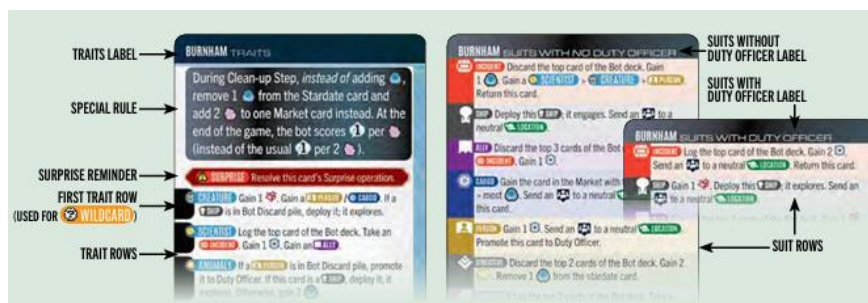 TRAITS LABEL
SPECIAL RULE
SURPRISE REMINDER
FIRST TRAIT ROW
(USED FOR WILDCARD)
TRAIT ROWS
BURNHAM TRAITS
During Clean-up Step, instead of adding ,
remove 1 from the Stardate card and
add 2 to one Market card instead. At the
end of the game, the bot scores 1 per
(instead of the usual 1 per 2 ).
SURPRISE Resolve this card's Surprise operation.
CREATURE Gain 1 . Gain a PERSON / CARGO. If a
SHIP is in Bot Discard pile, deploy it; it explores.
SCIENTIST Log the top card of the Bot deck. Take an
INCIDENT. Gain 1 . Gain an ALLY.
ANOMALY If a PERSON is in Bot Discard pile, promote
it to Duty Officer. If this card is a SHIP, deploy it; it
explores. Otherwise, gain 2
BURNHAM SUITS WITH NO DUTY OFFICER
INCIDENT Discard the top card of the Bot deck. Gain
1 . Gain a SCIENTIST > CREATURE > PERSON.
Return this card.
SHIP Deploy this ; it engages. Send an to a
neutral LOCATION.
ALLY Discard the top 3 cards of the Bot
INCIDENT. Gain 1 .
CARGO Gain the card in the Market with
+ most . Send an to a neutral
this card.
PERSON Gain 1 . Send an to a neutral LOCATION.
Promote this card to Duty Officer.
DIRECTIVE Discard the top 2 cards of the Bot deck. Gain 2
. Remove 1 from the stardate card.
BURNHAM SUITS WITH DUTY OFFICER
INCIDENT Log the top card of the Bot deck. Gain 2 .
Send an to a neutral LOCATION. Return this card.
SHIP Gain 1 . Deploy this SHIP; it explores. Send an
to a neutral LOCATION.
SUITS WITHOUT
DUTY OFFICER LABEL
SUITS WITH
DUTY OFFICER LABEL
SUIT ROWS